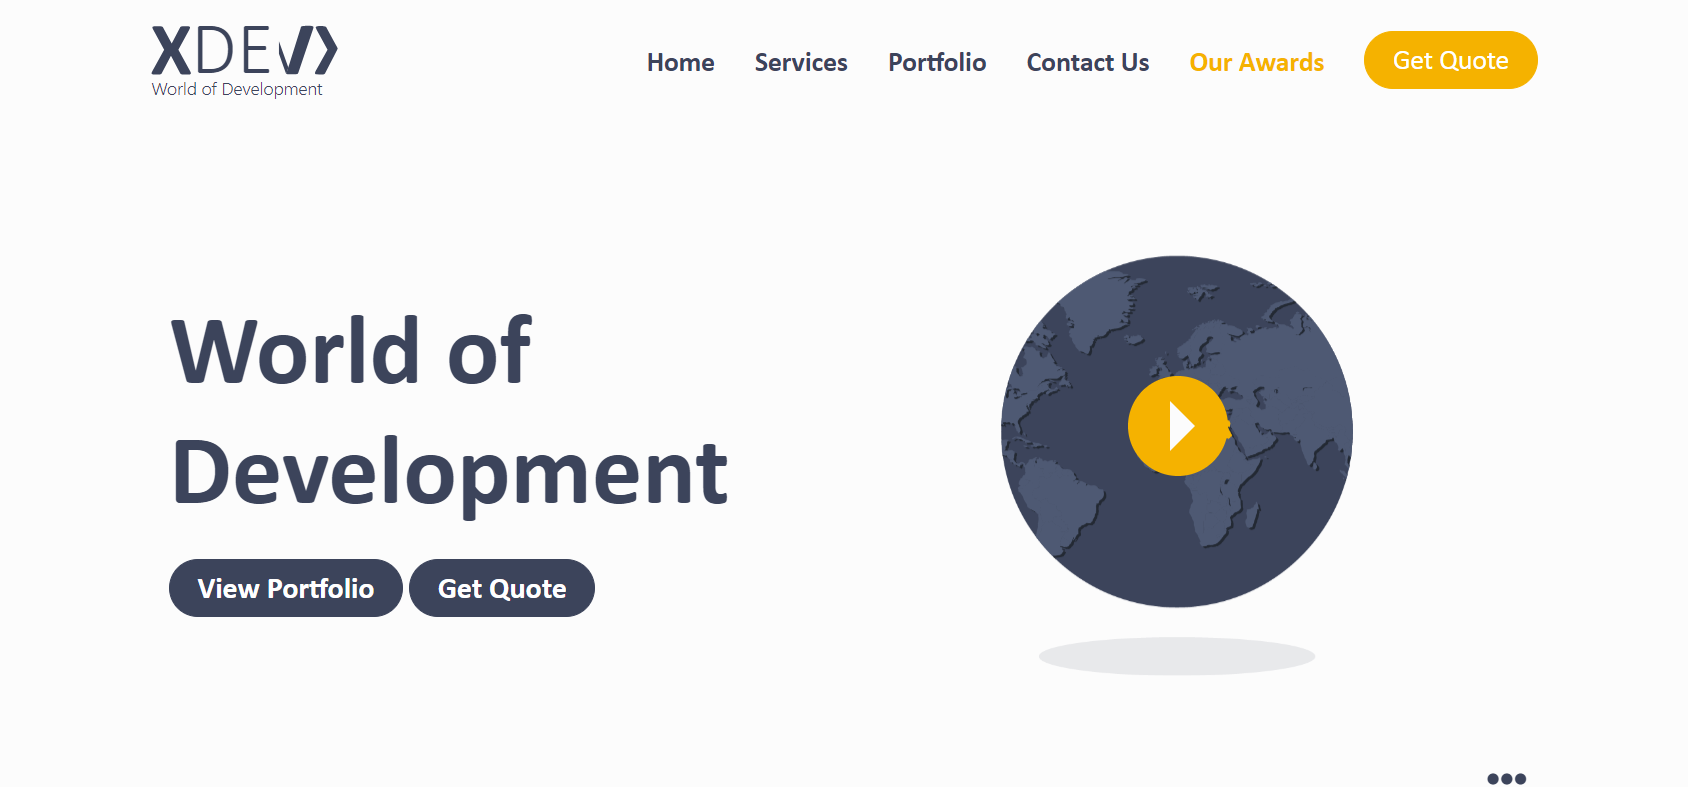 XDEV
World of Development
Home Services Portfolio Contact Us Our Awards Get Quote
World of
Development
View Portfolio Get Quote